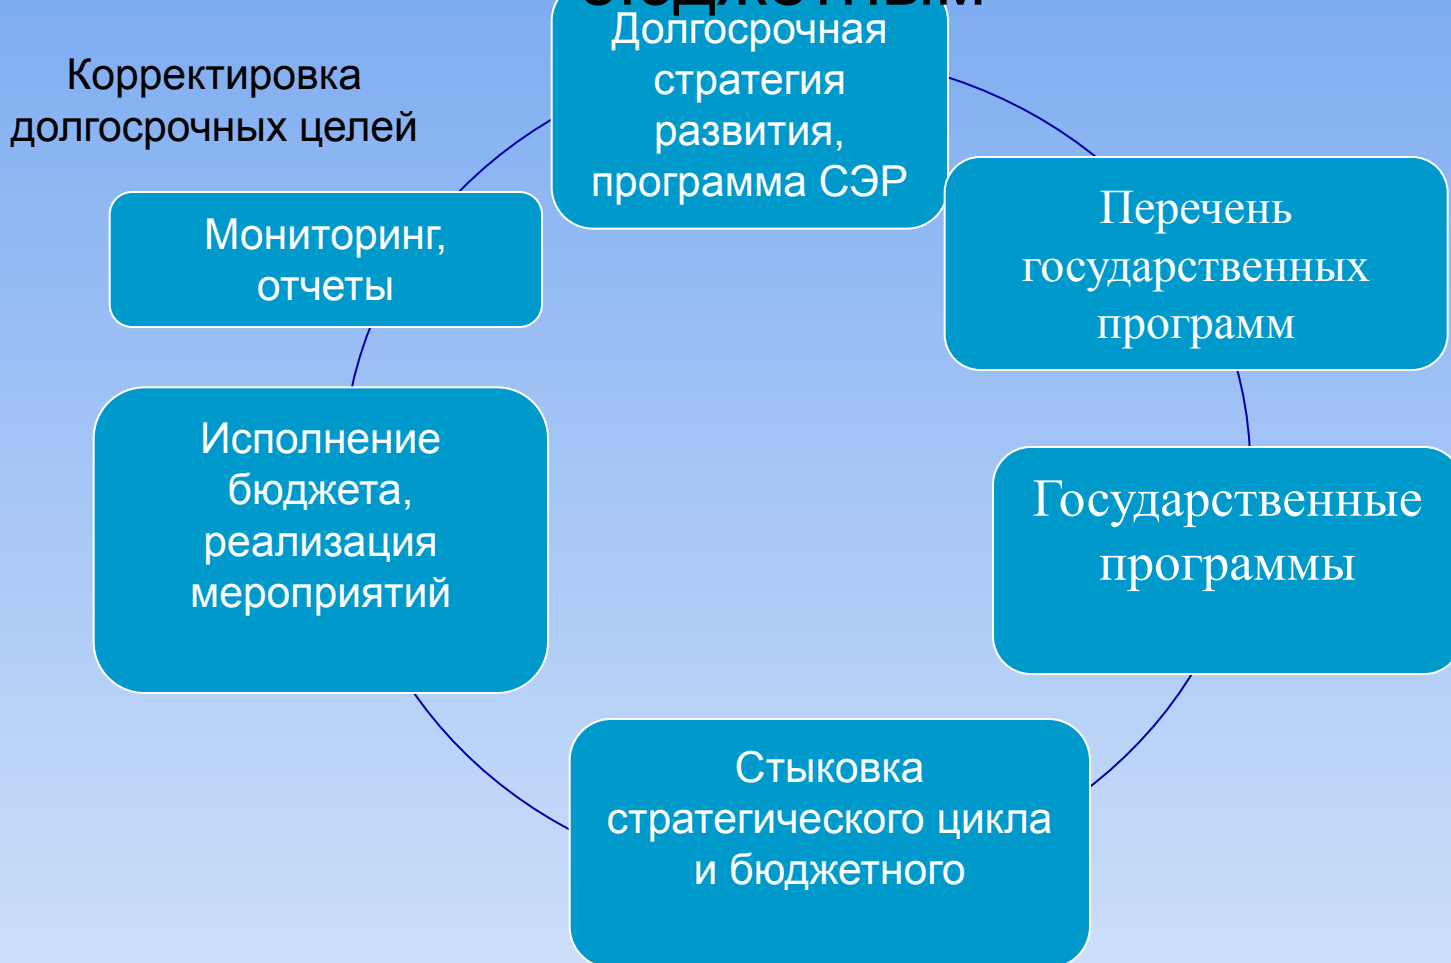 бюджетным
Долгосрочная
стратегия
развития,
программа СЭР
Корректировка
долгосрочных целей
Перечень
государственных
программ
Государственные
программы
Стыковка
стратегического цикла
и бюджетного
Исполнение
бюджета,
реализация
мероприятий
Мониторинг,
отчеты